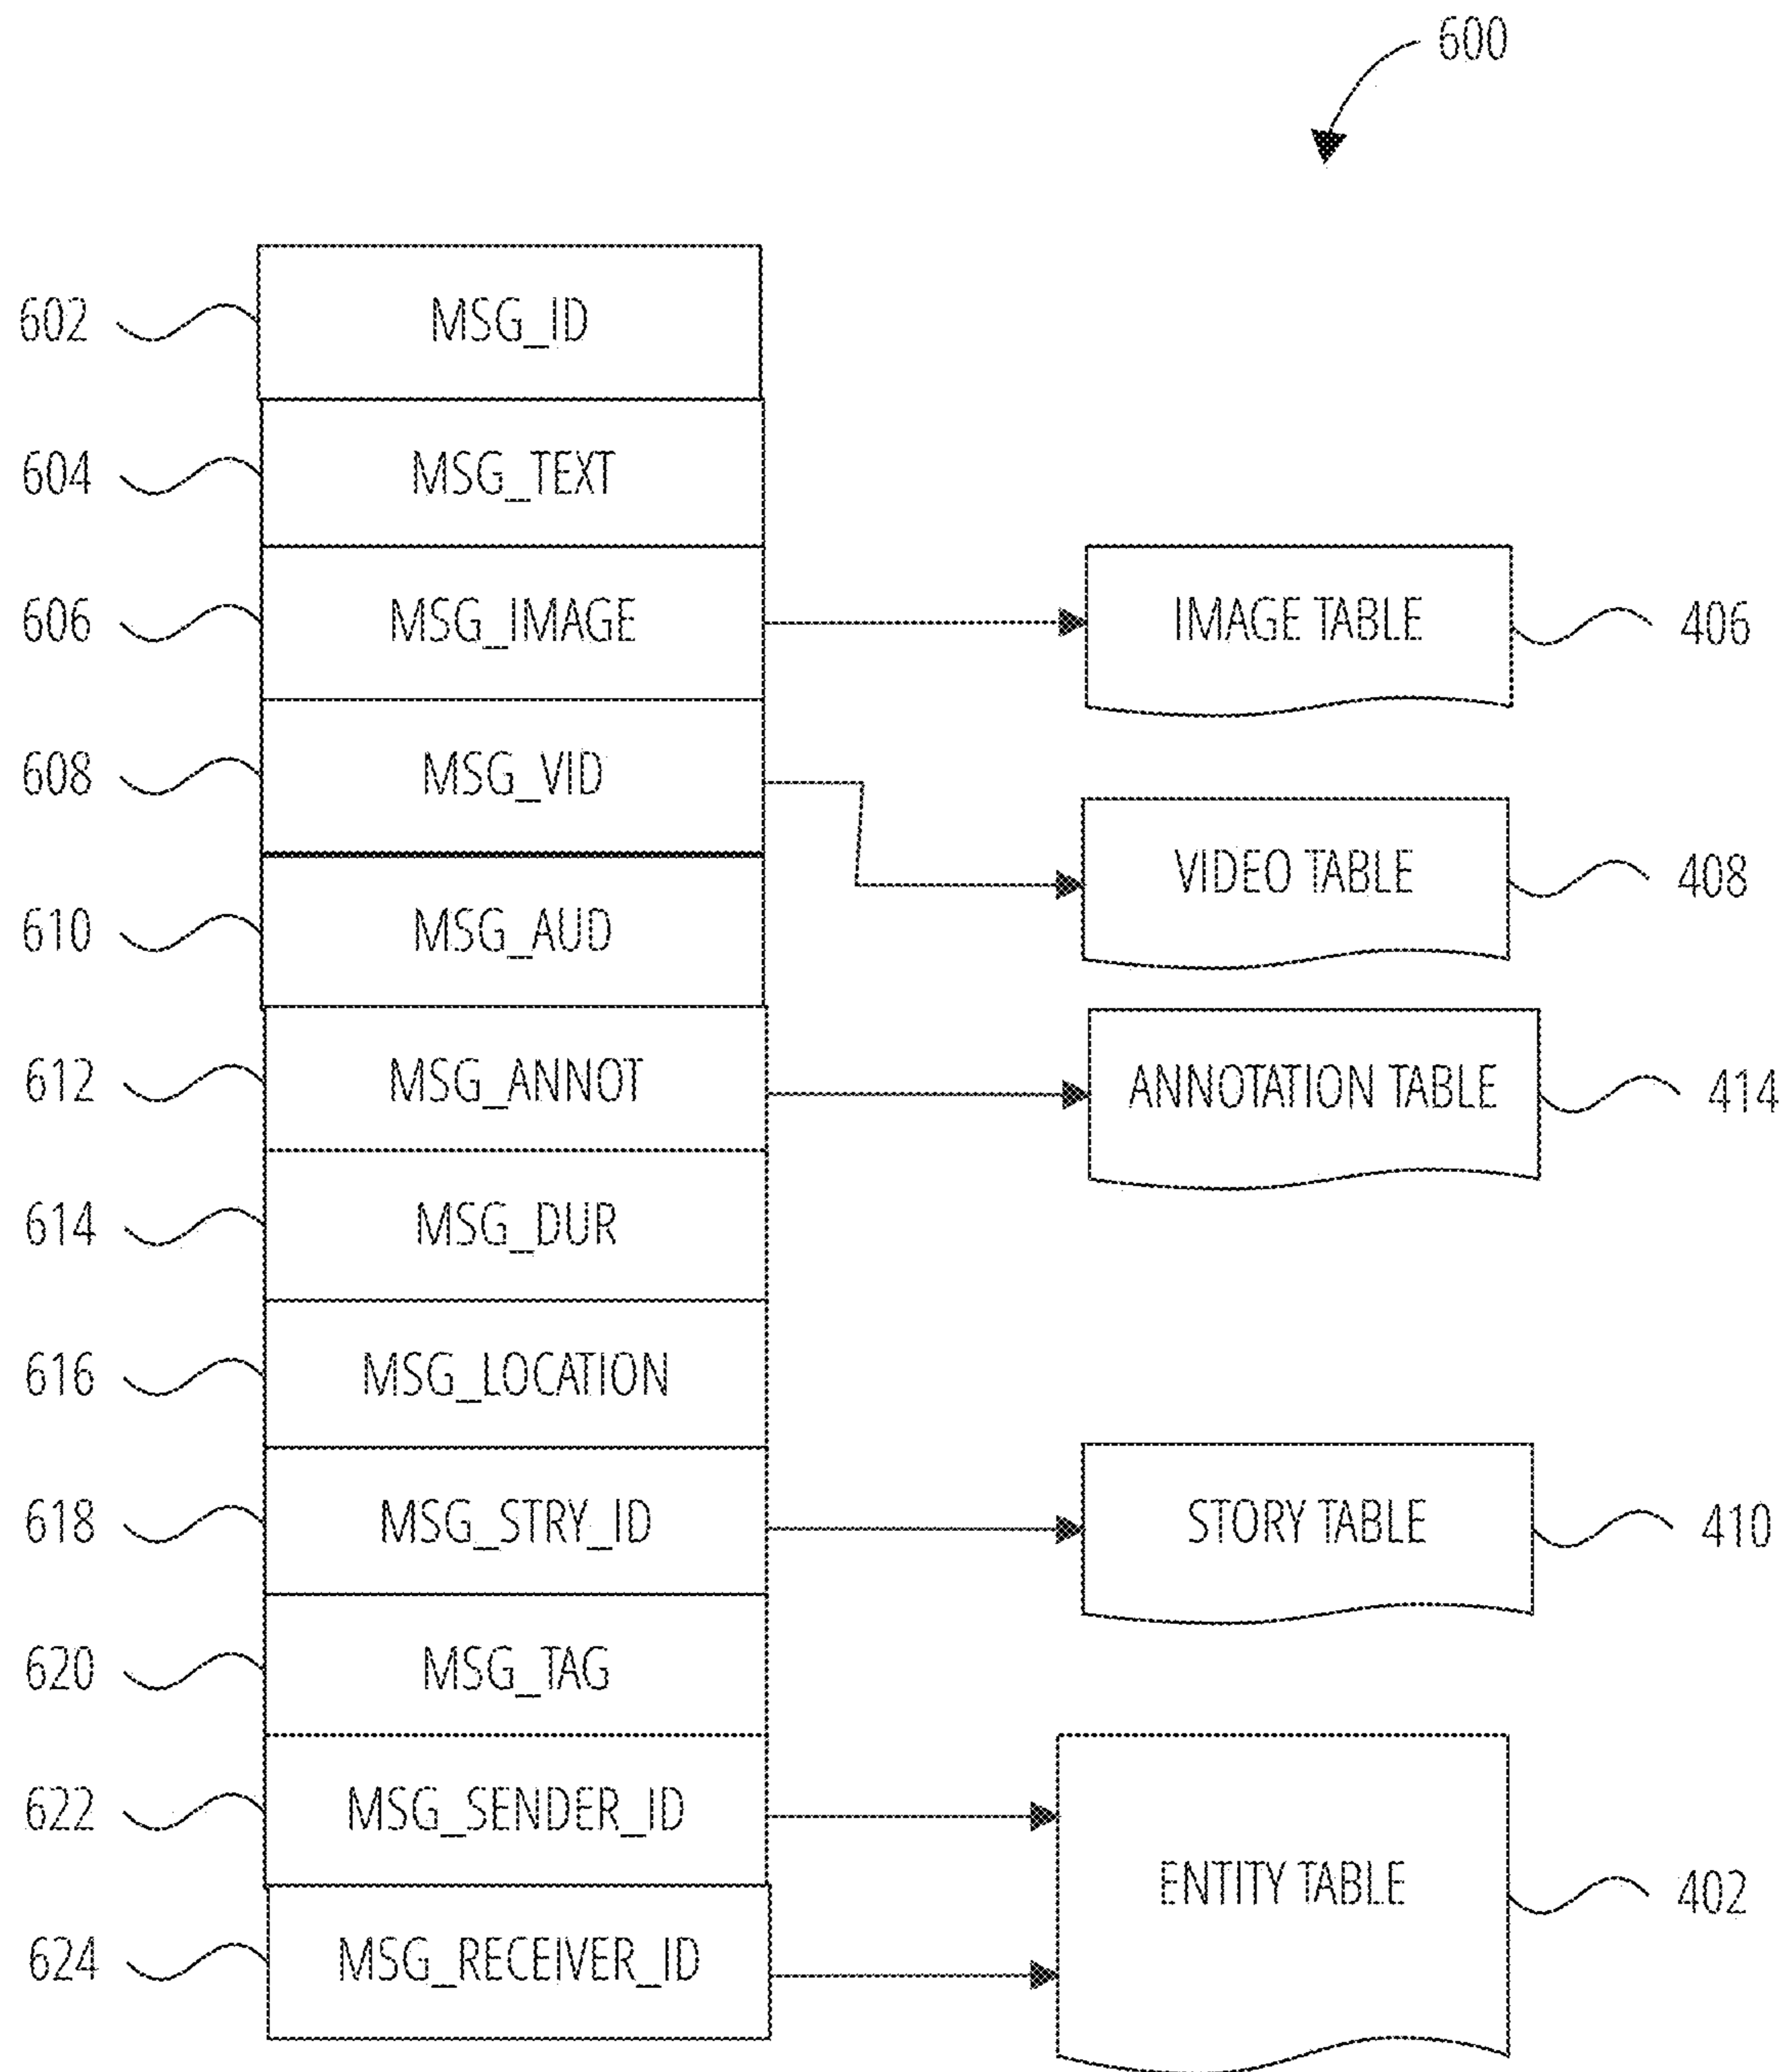 600
602 MSG_ID
604 MSG_TEXT
606 MSG_IMAGE IMAGE TABLE 406
608 MSG_VID VIDEO TABLE 408
610 MSG_AUD
612 MSG_ANNOT ANNOTATION TABLE 414
614 MSG_DUR
616 MSG_LOCATION
618 MSG_STRY_ID STORY TABLE 410
620 MSG_TAG
622 MSG_SENDER_ID
ENTITY TABLE 402
624 MSG_RECEIVER_ID